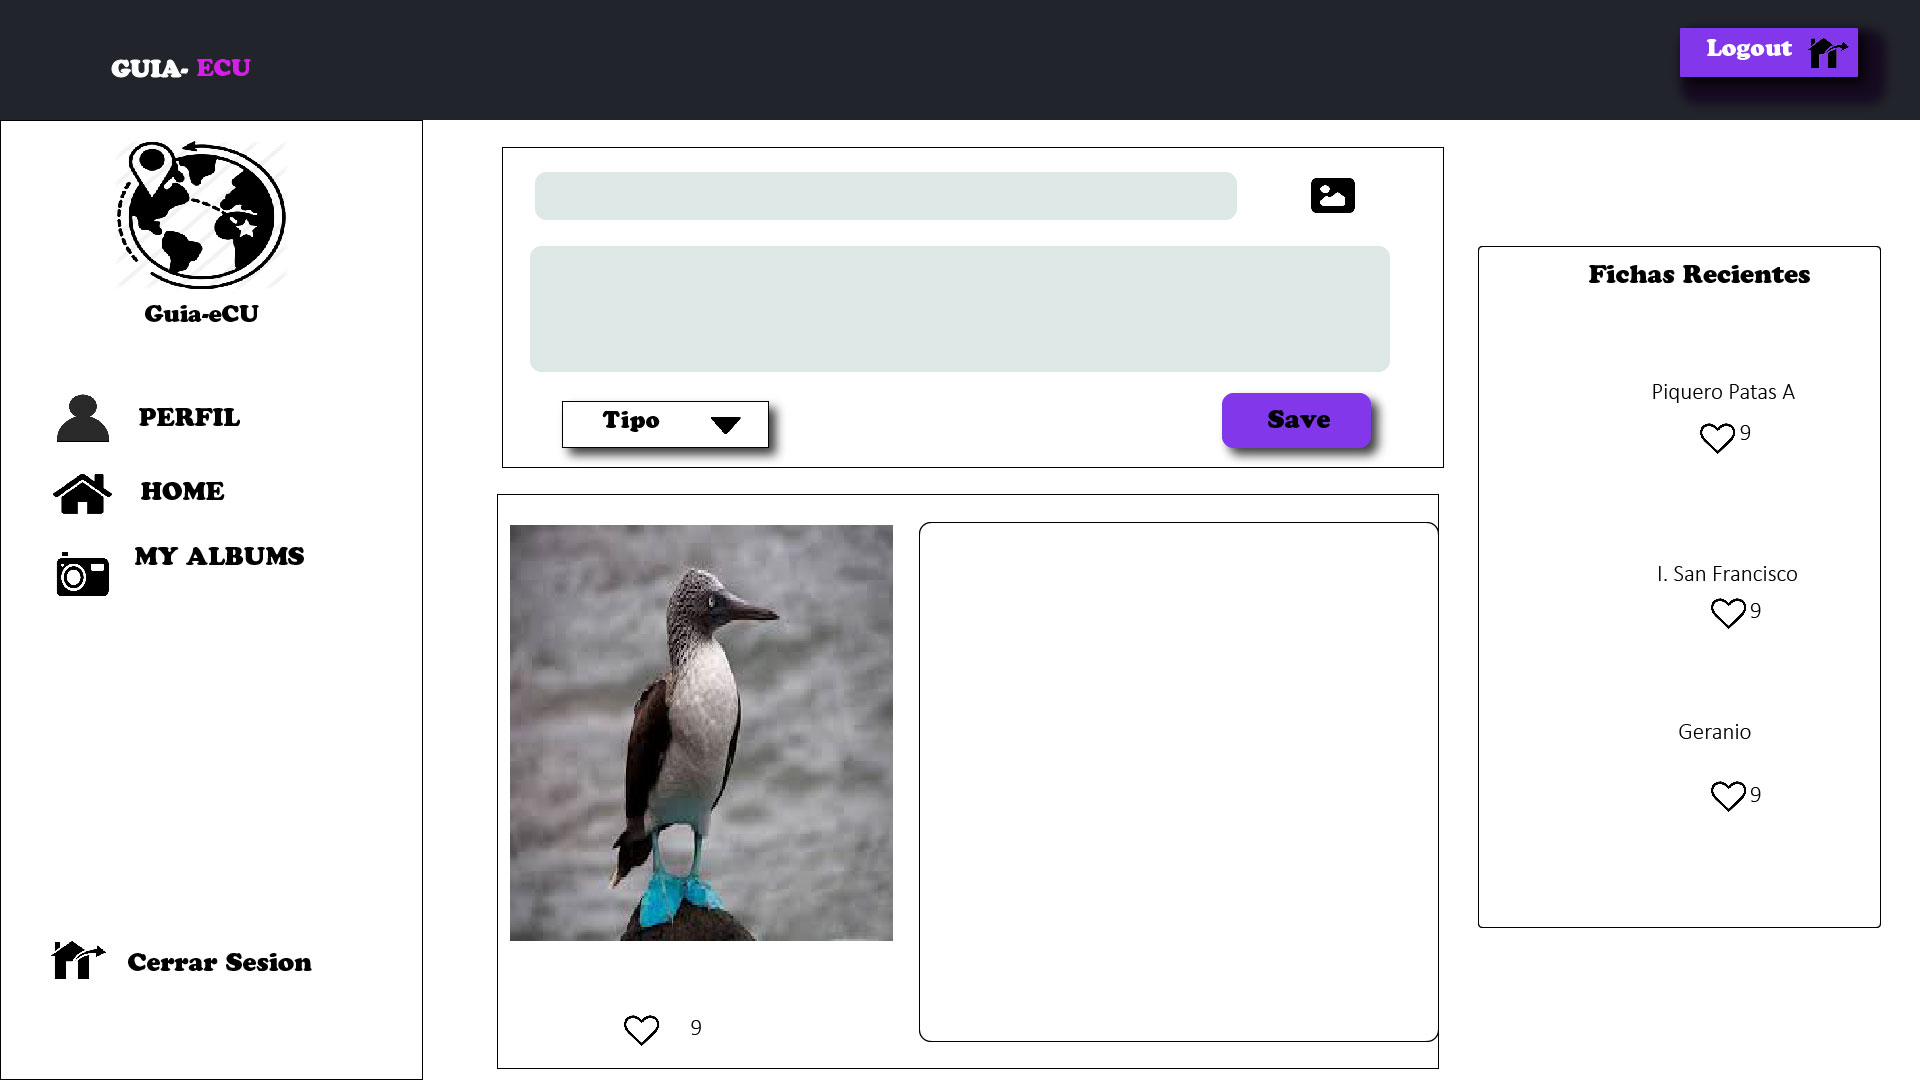 GUIA- ECU
Logout
Guia-eCU
PERFIL
HOME
MY ALBUMS
Cerrar Sesion
Tipo
Save
9
Fichas Recientes
Piquero Patas A
9
I. San Francisco
9
Geranio
9